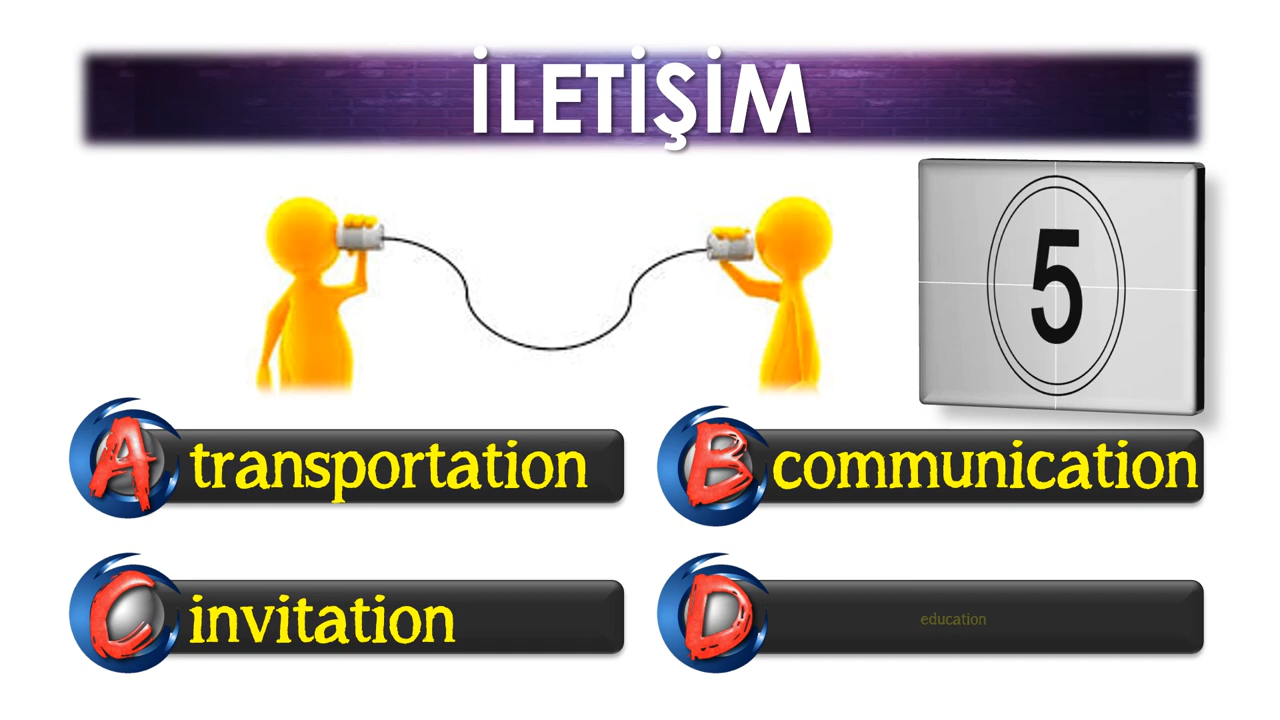 İLETİŞİM
5
A transportation
B communication
C invitation
D education